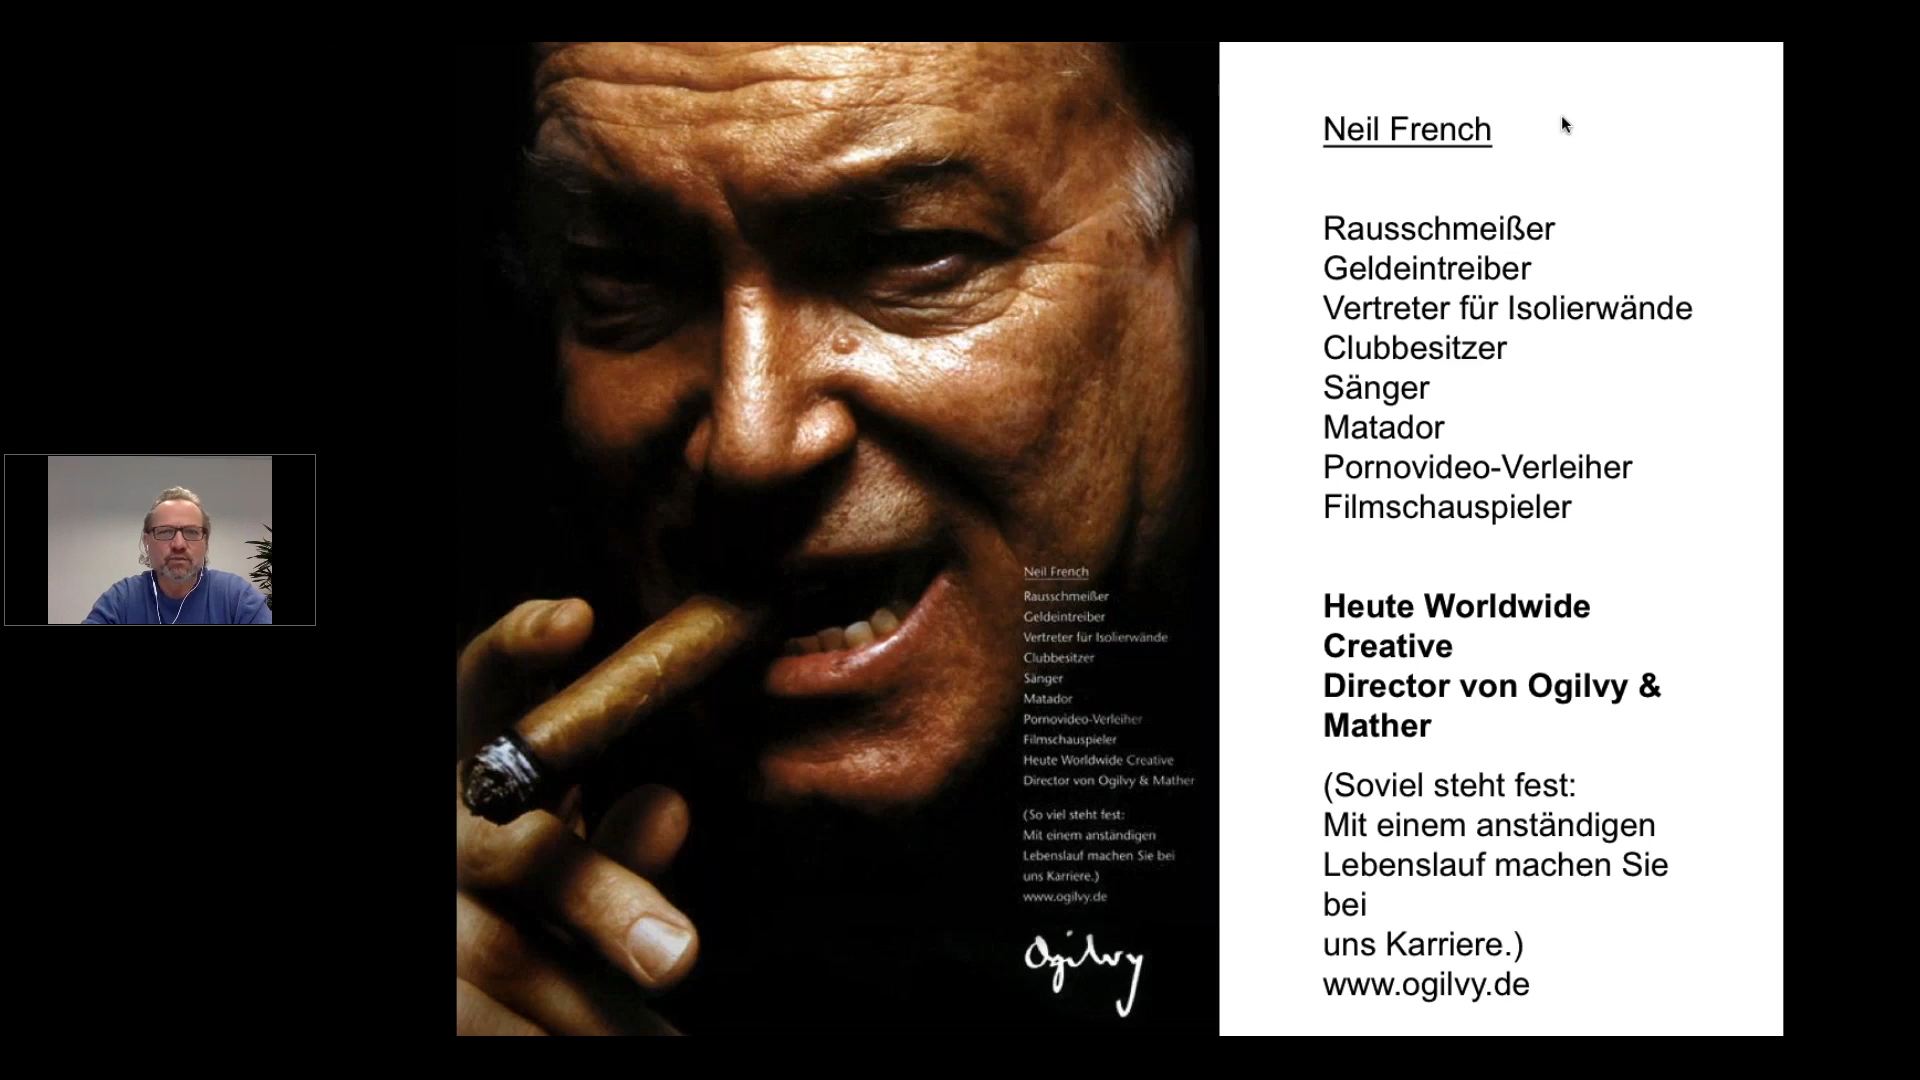 Neil French
Rausschmeißer
Geldeintreiber
Vertreter für Isolierwände
Clubbesitzer
Sänger
Matador
Pornovideo-Verleiher
Filmschauspieler
Heute Worldwide Creative
Director von Ogilvy & Mather
(So viel steht fest:
Mit einem anständigen
Lebenslauf machen Sie bei
uns Karriere.)
www.ogilvy.de
Ogilvy
Neil French
Rausschmeißer
Geldeintreiber
Vertreter für Isolierwände
Clubbesitzer
Sänger
Matador
Pornovideo-Verleiher
Filmschauspieler
Heute Worldwide
Creative
Director von Ogilvy &
Mather
(Soviel steht fest:
Mit einem anständigen
Lebenslauf machen Sie
bei
uns Karriere.)
www.ogilvy.de